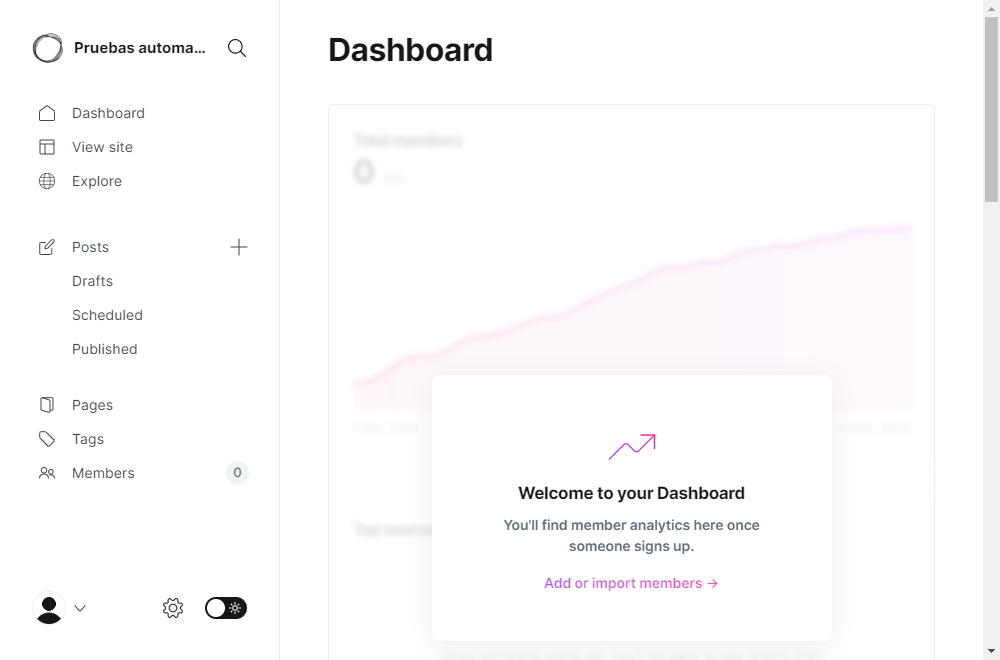 Pruebas automa...
Dashboard
View site
Explore
Posts
Drafts
Scheduled
Published
Pages
Tags
Members 0
Dashboard
Total members
0
Welcome to your Dashboard
You'll find member analytics here once
someone signs up.
Add or import members →